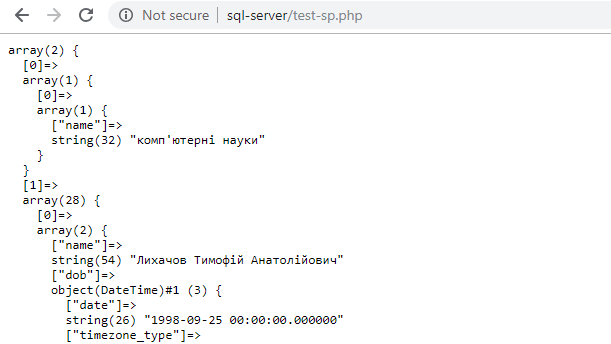 Not secure | sql-server/test-sp.php
array(2) {
  [0]=>
  array(1) {
    [0]=>
    array(1) {
      ["name"]=>
      string(32) "комп'ютерні науки"
    }
  }
  [1]=>
  array(28) {
    [0]=>
    array(2) {
      ["name"]=>
      string(54) "Лихачов Тимофій Анатолійович"
      ["dob"]=>
      object(DateTime)#1 (3) {
        ["date"]=>
        string(26) "1998-09-25 00:00:00.000000"
        ["timezone_type"]=>